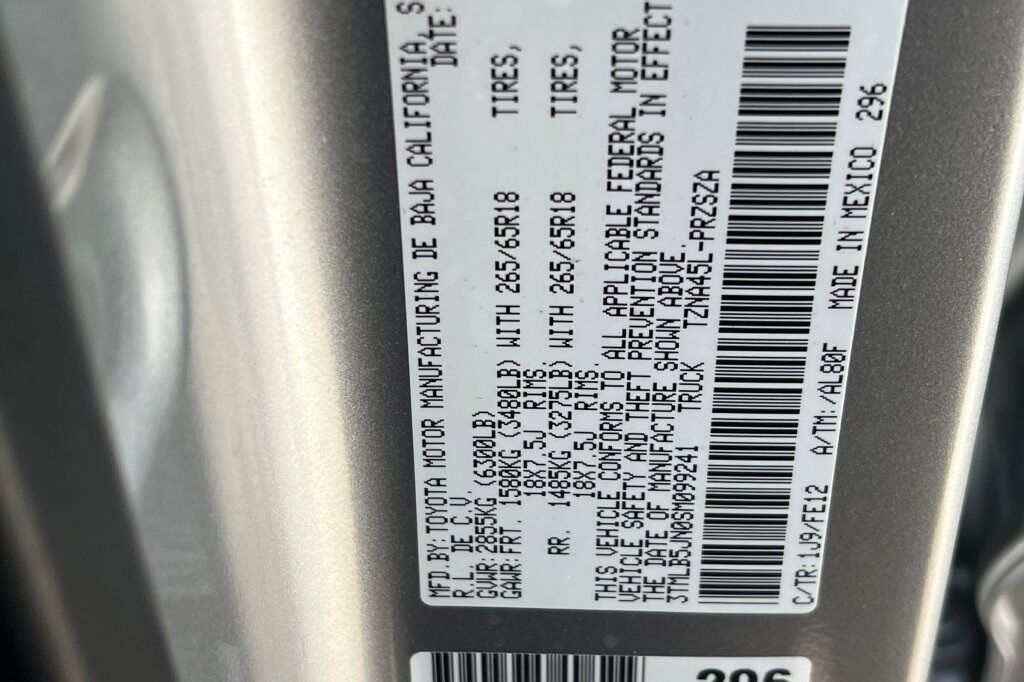 MFD.BY:TOYOTA MOTOR MANUFACTURING DE BAJA CALIFORNIA, S
R.L. DE C.V. DATE:
GVWR:2855KG (6300LB)
GAWR:FRT. 1580KG (3480LB) WITH 265/65R18 TIRES,
18X7.5J RIMS.
RR. 1485KG (3275LB) WITH 265/65R18 TIRES,
18X7.5J RIMS.
THIS VEHICLE CONFORMS TO ALL APPLICABLE FEDERAL MOTOR
VEHICLE SAFETY AND THEFT PREVENTION STANDARDS IN EFFECT
THE DATE OF MANUFACTURE SHOWN ABOVE.
3TMLB5JN0SM099241 TRUCK TZNA45L-PRZSZA
C/TR:1J9/FE12 A/TM:/AL80F MADE IN MEXICO 296
296